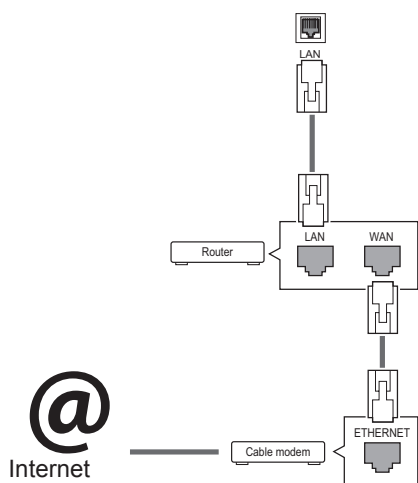 LAN
LAN WAN
Router
ETHERNET
@
Internet
Cable modem